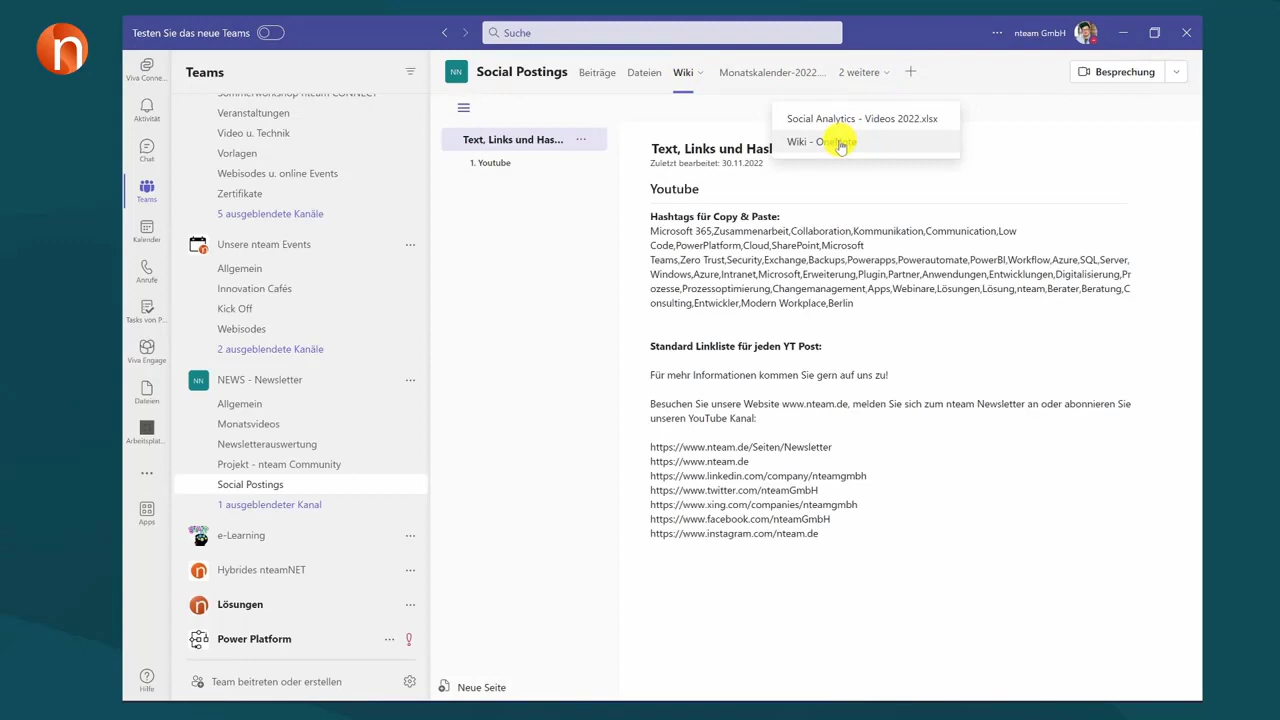 n
Testen Sie das neue Teams
Suche
nteam GmbH
Viva Conne...
Aktivität
Chat
Teams
Kalender
Anrufe
Tasks von P...
Viva Engage
Dateien
Arbeitsplat...
Apps
Hilfe
Teams
Sommerworkshop nteam CONNECT
Veranstaltungen
Video u. Technik
Vorlagen
Webisodes u. online Events
Zertifikate
5 ausgeblendete Kanäle
Unsere nteam Events
Allgemein
Innovation Cafés
Kick Off
Webisodes
2 ausgeblendete Kanäle
NN NEWS - Newsletter
Allgemein
Monatsvideos
Newsletterauswertung
Projekt - nteam Community
Social Postings
1 ausgeblendeter Kanal
e-Learning
Hybrides nteamNET
Lösungen
Power Platform
Team beitreten oder erstellen
NN Social Postings Beiträge Dateien Wiki Monatskalender-2022.... 2 weitere Besprechung
Social Analytics - Videos 2022.xlsx
Wiki - OneNote
Text, Links und Has...
1. Youtube
Neue Seite
Text, Links und Hash
Zuletzt bearbeitet: 30.11.2022
Youtube
Hashtags für Copy & Paste:
Microsoft 365,Zusammenarbeit,Collaboration,Kommunikation,Communication,Low
Code,PowerPlatform,Cloud,SharePoint,Microsoft
Teams,Zero Trust,Security,Exchange,Backups,Powerapps,Powerautomate,PowerBI,Workflow,Azure,SQL,Server,
Windows,Azure,Intranet,Microsoft,Erweiterung,Plugin,Partner,Anwendungen,Entwicklungen,Digitalisierung,Pr
ozesse,Prozessoptimierung,Changemanagement,Apps,Webinare,Lösungen,Lösung,nteam,Berater,Beratung,C
onsulting,Entwickler,Modern Workplace,Berlin
Standard Linkliste für jeden YT Post:
Für mehr Informationen kommen Sie gern auf uns zu!
Besuchen Sie unsere Website www.nteam.de, melden Sie sich zum nteam Newsletter an oder abonnieren Sie
unseren YouTube Kanal:
https://www.nteam.de/Seiten/Newsletter
https://www.nteam.de
https://www.linkedin.com/company/nteamgmbh
https://www.twitter.com/nteamGmbH
https://www.xing.com/companies/nteamgmbh
https://www.facebook.com/nteamGmbH
https://www.instagram.com/nteam.de